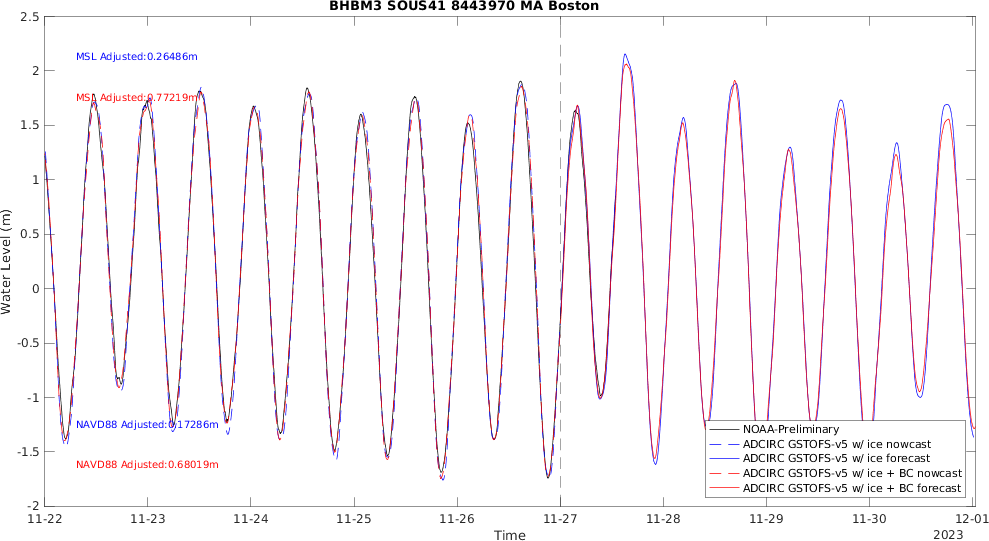 BHBM3 SOUS41 8443970 MA Boston
2.5
2
1.5
1
0.5
0
-0.5
-1
-1.5
-2
Water Level (m)
MSL Adjusted:0.26486m
MSL Adjusted:0.77219m
NAVD88 Adjusted:0.17286m
NAVD88 Adjusted:0.68019m
NOAA-Preliminary
ADCIRC GSTOFS-v5 w/ ice nowcast
ADCIRC GSTOFS-v5 w/ ice forecast
ADCIRC GSTOFS-v5 w/ ice + BC nowcast
ADCIRC GSTOFS-v5 w/ ice + BC forecast
11-22 11-23 11-24 11-25 11-26 11-27 11-28 11-29 11-30 12-01
Time
2023